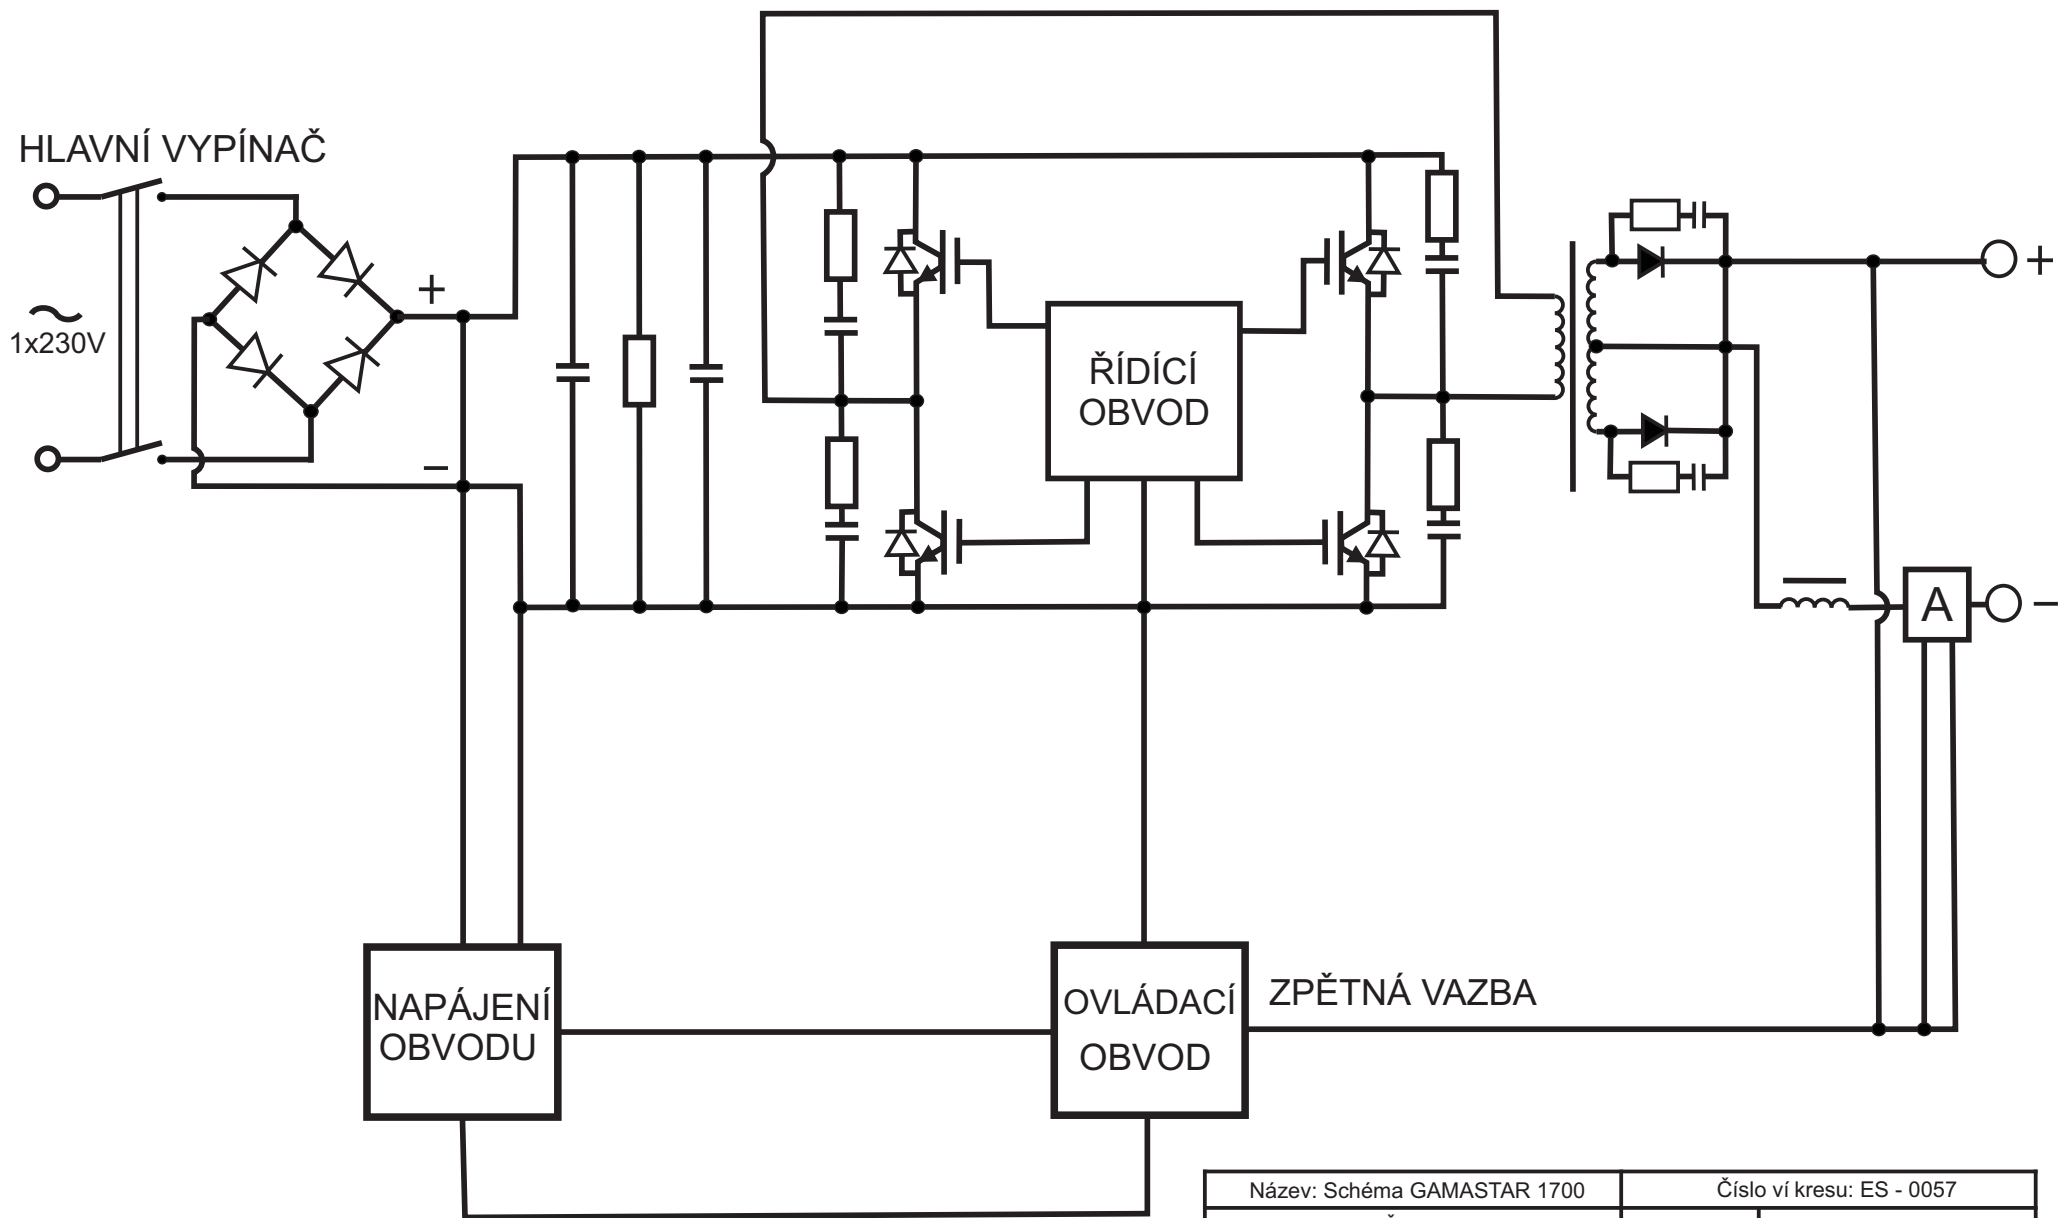 HLAVNÍ VYPÍNAČ
1x230V
+
−
ŘÍDÍCÍ
OBVOD
+
A
−
NAPÁJENÍ
OBVODU
OVLÁDACÍ
OBVOD
ZPĚTNÁ VAZBA
Název: Schéma GAMASTAR 1700
Číslo ví kresu: ES - 0057